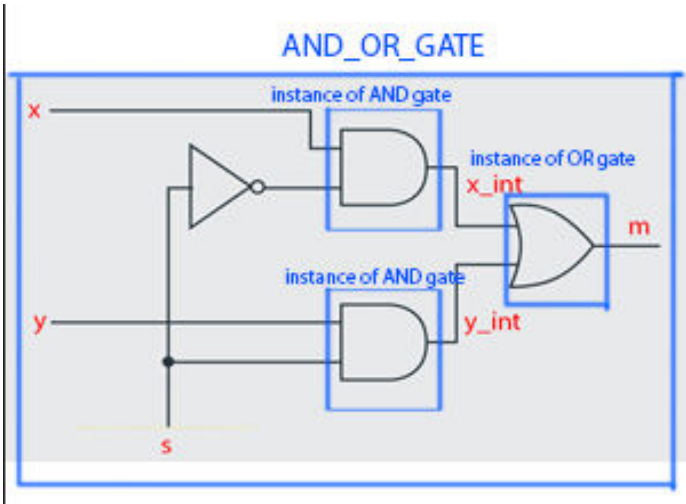 AND_OR_GATE
instance of AND gate
x
instance of OR gate
x_int
m
instance of AND gate
y
y_int
s